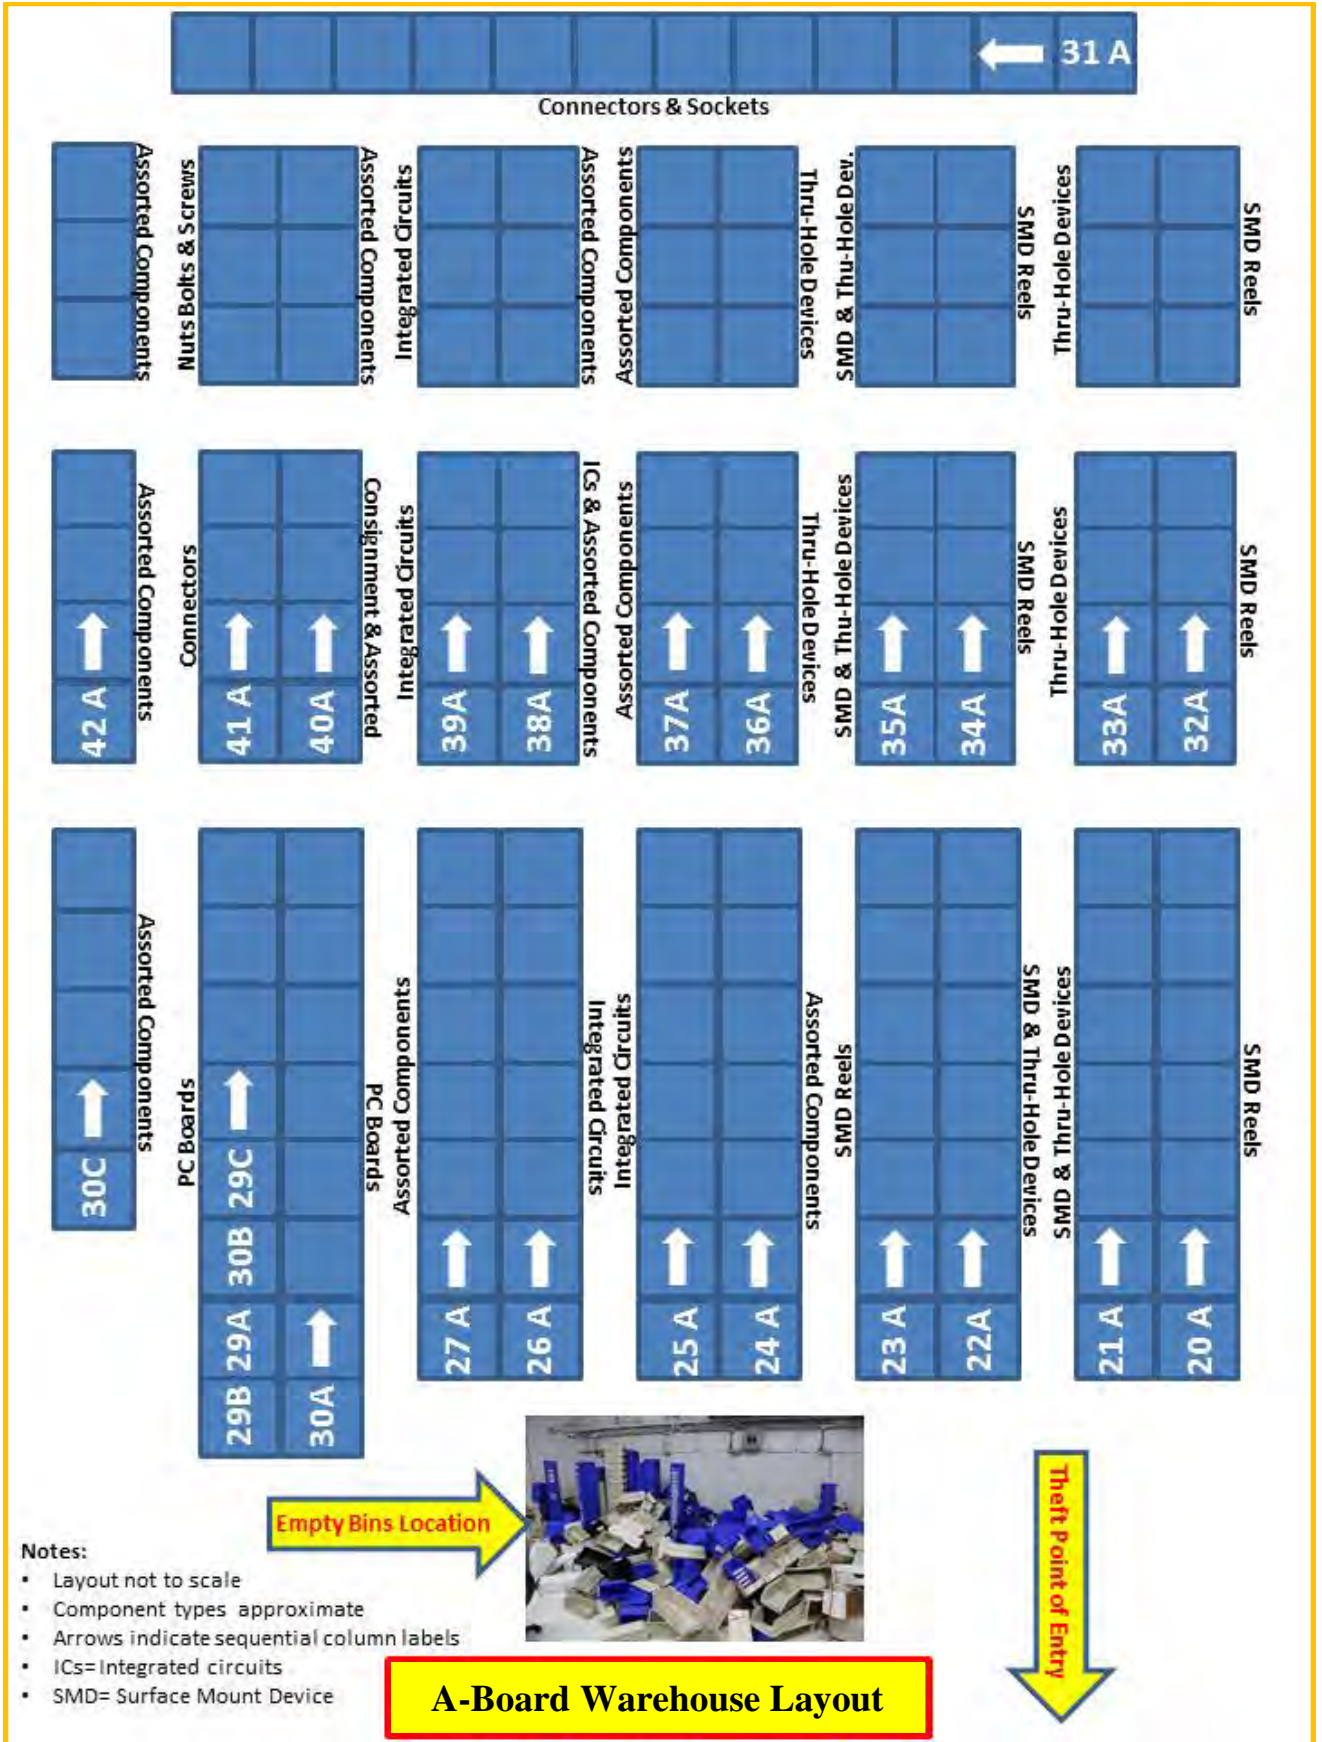 31 A
Connectors & Sockets
Assorted Components
Nuts Bolts & Screws
Assorted Components
Integrated Circuits
Assorted Components
Assorted Components
Thru-Hole Devices
SMD & Thu-Hole Dev.
SMD Reels
Thru-Hole Devices
SMD Reels
42 A
Assorted Components
Connectors
41 A
40A
Consignment & Assorted
Integrated Circuits
39A
38A
ICs & Assorted Components
Assorted Components
37A
36A
Thru-Hole Devices
SMD & Thu-Hole Devices
35A
34A
SMD Reels
Thru-Hole Devices
33A
32A
SMD Reels
30C
Assorted Components
PC Boards
29C
30B
29A
29B
30A
PC Boards
Assorted Components
27 A
26 A
Integrated Circuits
Integrated Circuits
25 A
24 A
Assorted Components
SMD Reels
23 A
22A
SMD & Thru-Hole Devices
SMD & Thru-Hole Devices
21 A
20 A
SMD Reels
Empty Bins Location
Theft Point of Entry
Notes:
▪ Layout not to scale
▪ Component types approximate
▪ Arrows indicate sequential column labels
▪ ICs=Integrated circuits
▪ SMD= Surface Mount Device
A-Board Warehouse Layout